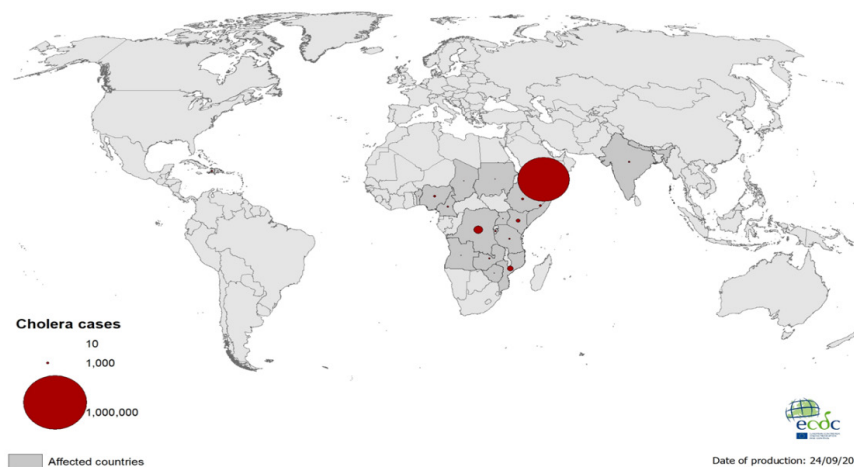 Cholera cases
10
1,000
1,000,000
Affected countries
ecdc
Date of production: 24/09/20